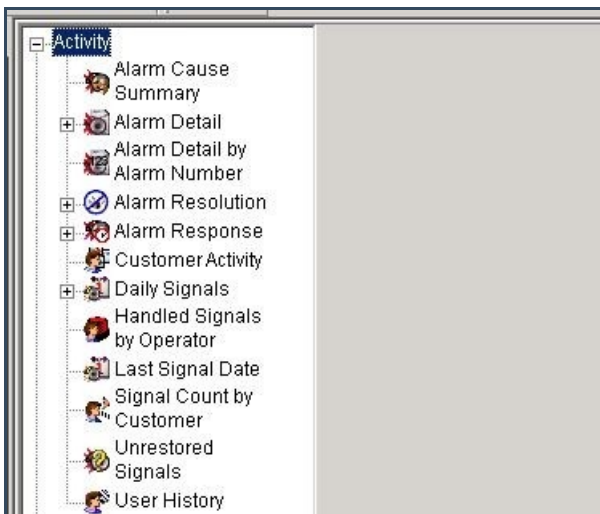 Activity
Alarm Cause
Summary
Alarm Detail
Alarm Detail by
Alarm Number
Alarm Resolution
Alarm Response
Customer Activity
Daily Signals
Handled Signals
by Operator
Last Signal Date
Signal Count by
Customer
Unrestored
Signals
User History